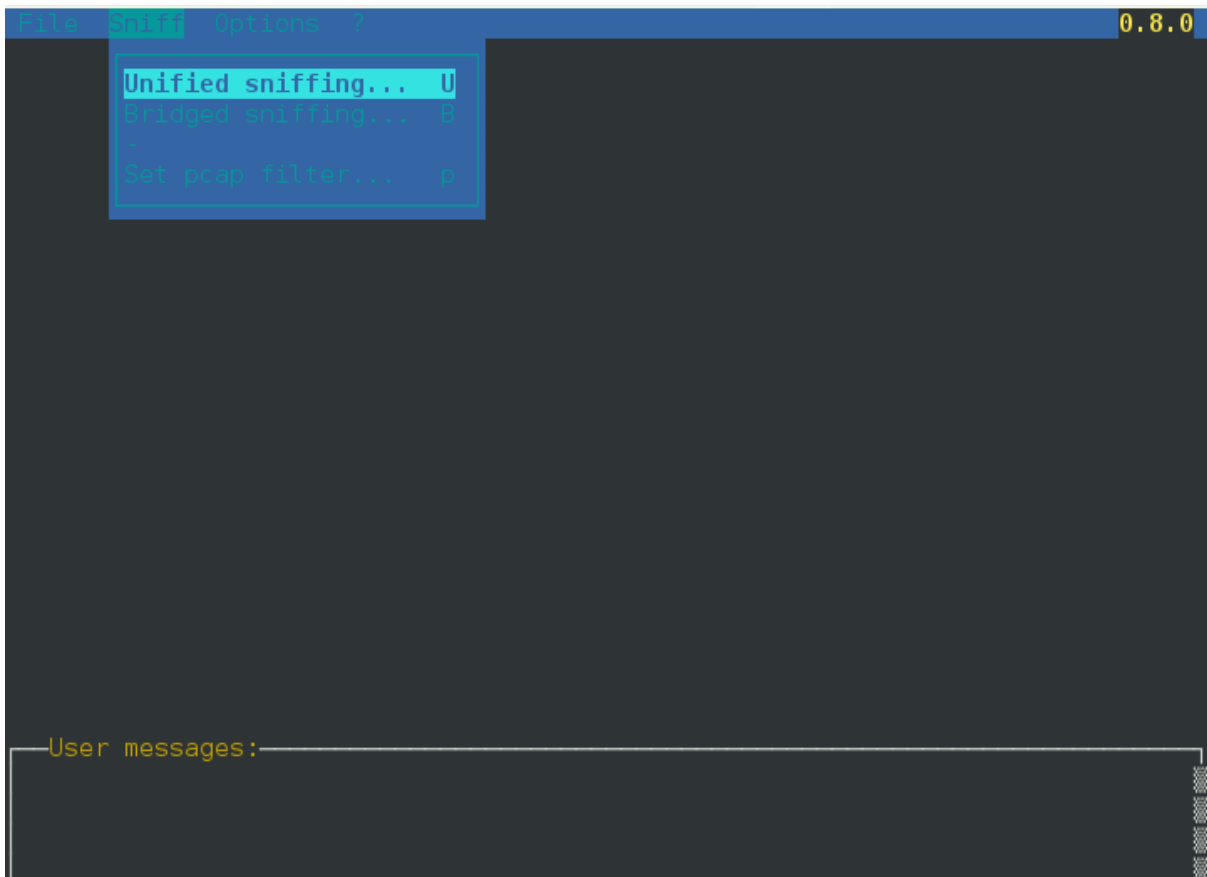 File Sniff Options ? 0.8.0
Unified sniffing... U
Bridged sniffing... B
-
Set pcap filter... p
User messages: